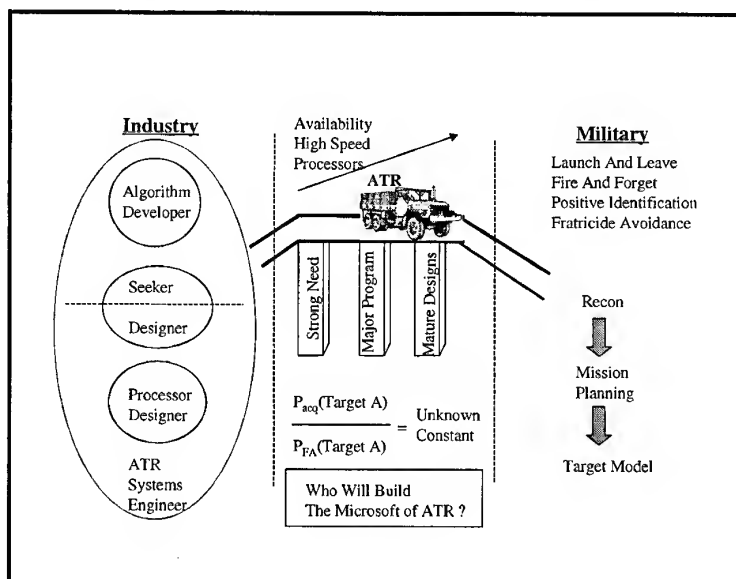 Industry
Algorithm
Developer
Seeker
Designer
Processor
Designer
ATR
Systems
Engineer
Availability
High Speed
Processors
ATR
Strong Need
Major Program
Mature Designs
P_acq(Target A)
P_FA(Target A)
= Unknown
Constant
Who Will Build
The Microsoft of ATR ?
Military
Launch And Leave
Fire And Forget
Positive Identification
Fratricide Avoidance
Recon
Mission
Planning
Target Model